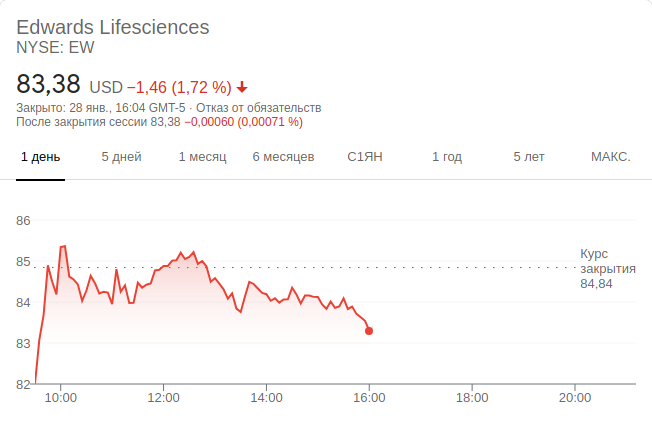 Edwards Lifesciences
NYSE: EW
83,38 USD −1,46 (1,72 %)
Закрыто: 28 янв., 16:04 GMT-5 · Отказ от обязательств
После закрытия сессии 83,38 −0,00060 (0,00071 %)
1 день 5 дней 1 месяц 6 месяцев С1ЯН 1 год 5 лет МАКС.
86
85
84
83
82
Курс
закрытия
84,84
10:00 12:00 14:00 16:00 18:00 20:00